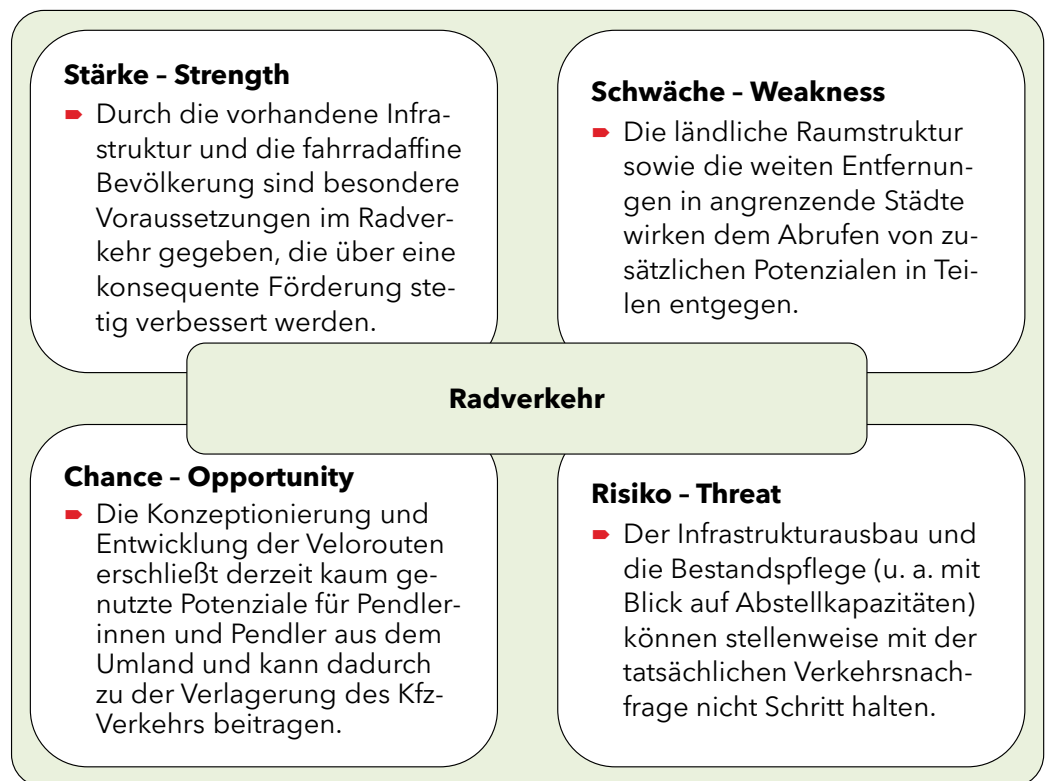 Stärke – Strength
Durch die vorhandene Infra-
struktur und die fahrradaffine
Bevölkerung sind besondere
Voraussetzungen im Radver-
kehr gegeben, die über eine
konsequente Förderung ste-
tig verbessert werden.
Schwäche – Weakness
Die ländliche Raumstruktur
sowie die weiten Entfernun-
gen in angrenzende Städte
wirken dem Abrufen von zu-
sätzlichen Potenzialen in Tei-
len entgegen.
Radverkehr
Chance – Opportunity
Die Konzeptionierung und
Entwicklung der Velorouten
erschließt derzeit kaum ge-
nutzte Potenziale für Pendler-
innen und Pendler aus dem
Umland und kann dadurch
zu der Verlagerung des Kfz-
Verkehrs beitragen.
Risiko – Threat
Der Infrastrukturausbau und
die Bestandspflege (u. a. mit
Blick auf Abstellkapazitäten)
können stellenweise mit der
tatsächlichen Verkehrsnach-
frage nicht Schritt halten.